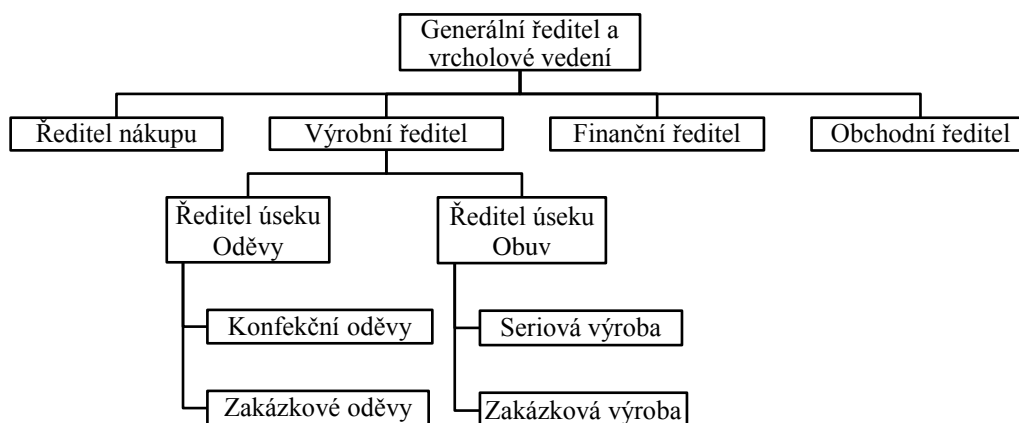 Generální ředitel a
vrcholové vedení
Ředitel nákupu
Výrobní ředitel
Finanční ředitel
Obchodní ředitel
Ředitel úseku
Oděvy
Ředitel úseku
Obuv
Konfekční oděvy
Seriová výroba
Zakázkové oděvy
Zakázková výroba